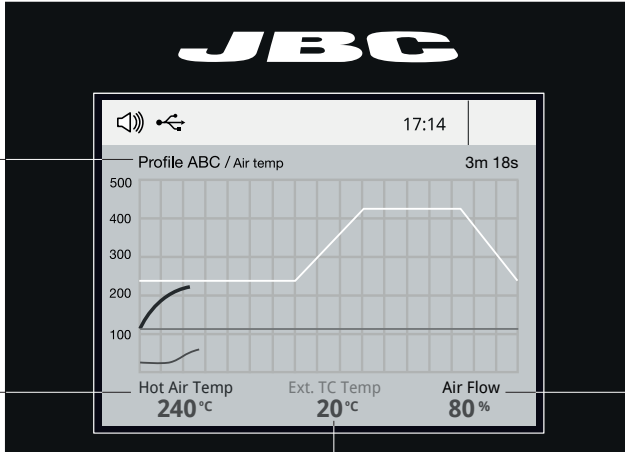 JBC
17:14
Profile ABC / Air temp 3m 18s
500
400
300
200
100
Hot Air Temp Ext. TC Temp Air Flow
240 °C 20 °C 80 %